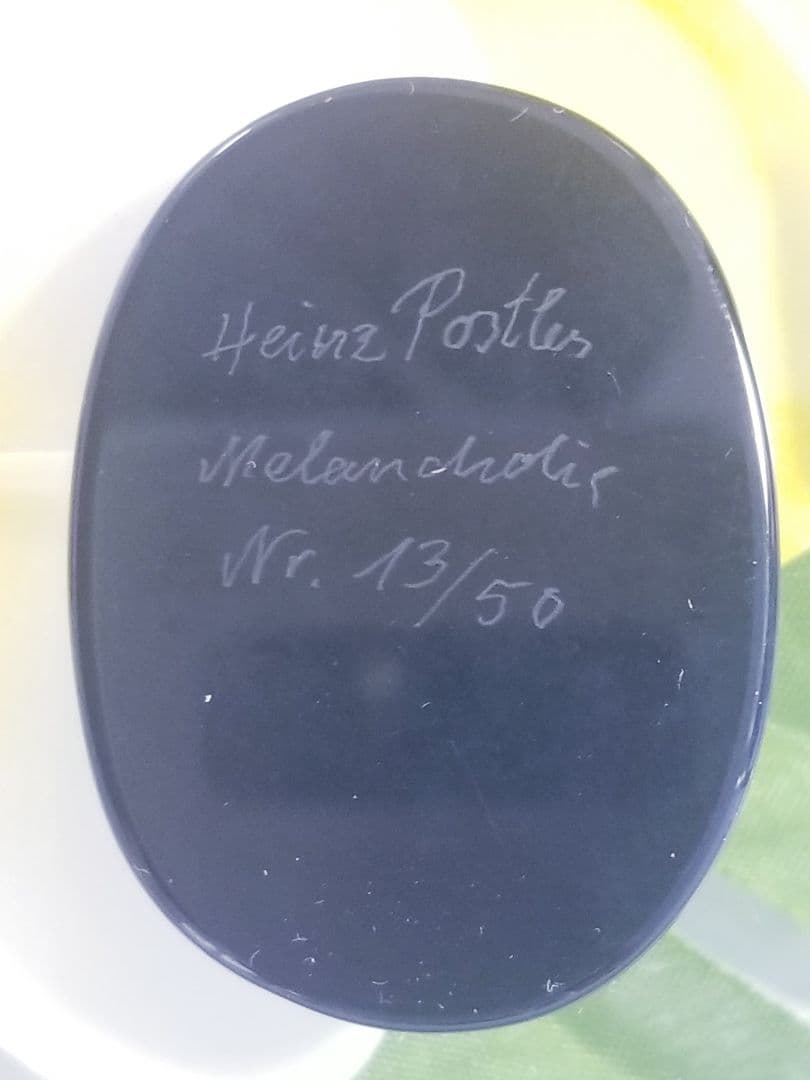 Heinz Postler
Melancholie
Nr. 13/50